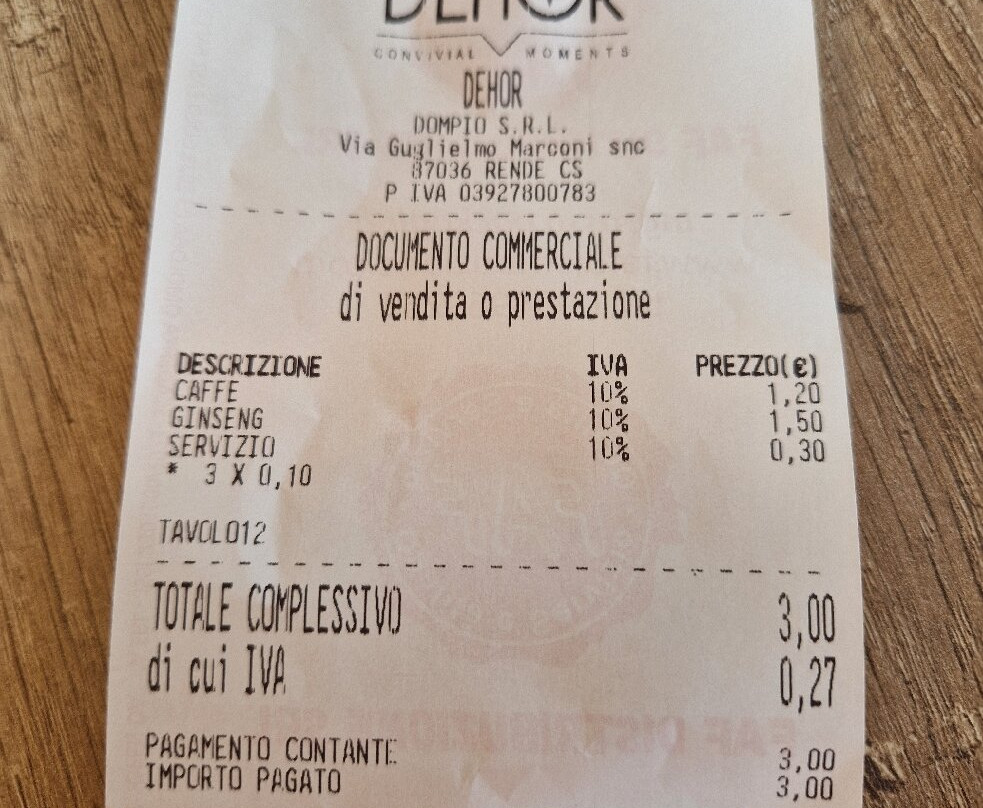 DEHOR
CONVIVIAL MOMENTS
DEHOR
DOMPIO S.R.L.
Via Guglielmo Marconi snc
87036 RENDE CS
P IVA 03927800783
DOCUMENTO COMMERCIALE
di vendita o prestazione
DESCRIZIONE IVA PREZZO(€)
CAFFE 10% 1,20
GINSENG 10% 1,50
SERVIZIO 10% 0,30
* 3 X 0,10
TAVOLO12
TOTALE COMPLESSIVO 3,00
di cui IVA 0,27
PAGAMENTO CONTANTE 3,00
IMPORTO PAGATO 3,00